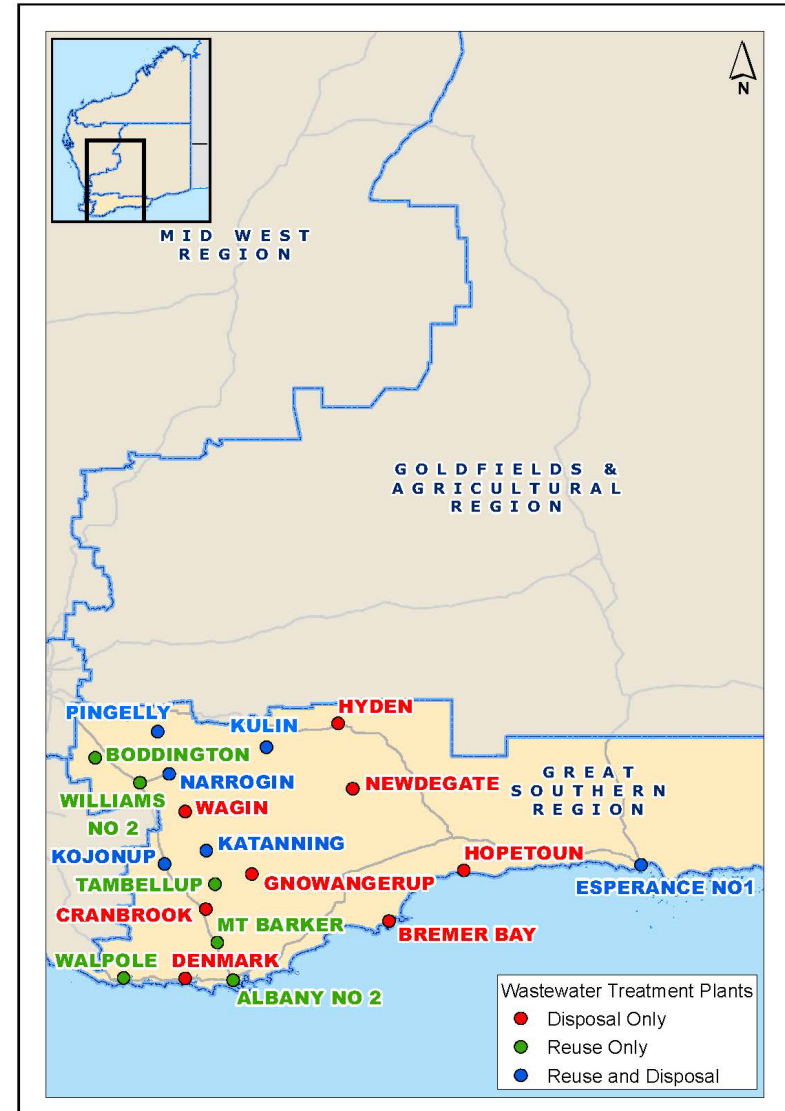 N
MID WEST
REGION
GOLDFIELDS &
AGRICULTURAL
REGION
HYDEN
PINGELLY
KULIN
BODDINGTON
GREAT
SOUTHERN
REGION
NARROGIN
NEWDEGATE
WILLIAMS
NO 2
WAGIN
KATANNING
KOJONUP
HOPETOUN
TAMBELLUP
GNOWANGERUP
ESPERANCE NO1
CRANBROOK
MT BARKER
BREMER BAY
WALPOLE
DENMARK
ALBANY NO 2
Wastewater Treatment Plants
Disposal Only
Reuse Only
Reuse and Disposal